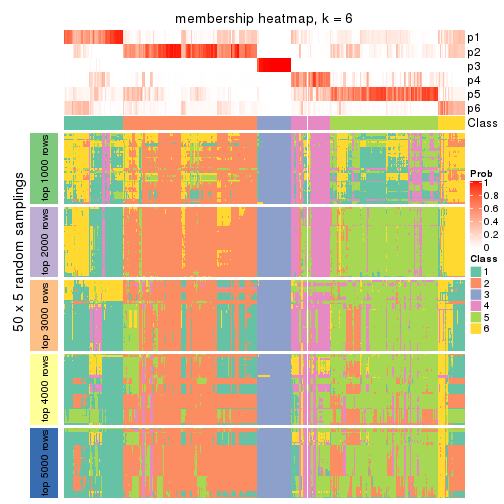 membership heatmap, k = 6
p1
p2
p3
p4
p5
p6
Class
50 x 5 random samplings
top 1000 rows
top 2000 rows
top 3000 rows
top 4000 rows
top 5000 rows
Prob
1
0.8
0.6
0.4
0.2
0
Class
1
2
3
4
5
6